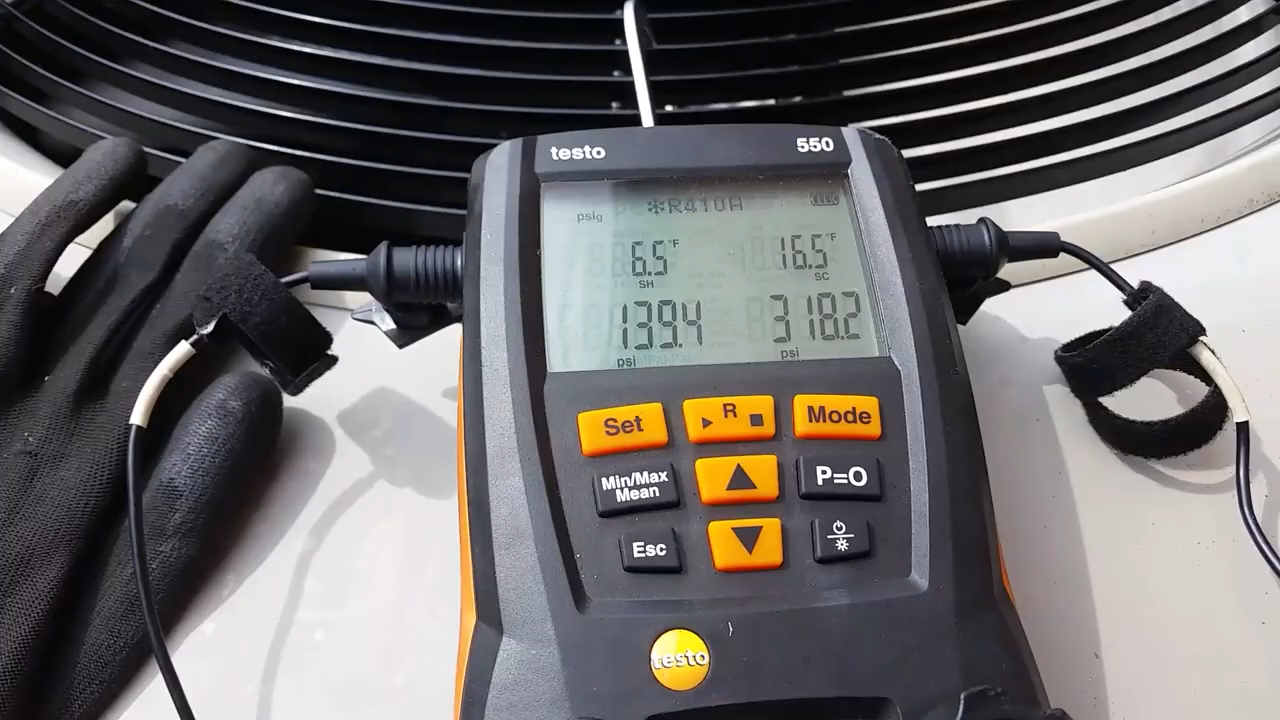 testo 550
psig ❄R410A
6.5°F 16.5°F
SH SC
139.4 318.2
psi psi
Set ▶ R ■ Mode
Min/Max
Mean ▲ P=O
Esc ▼
testo